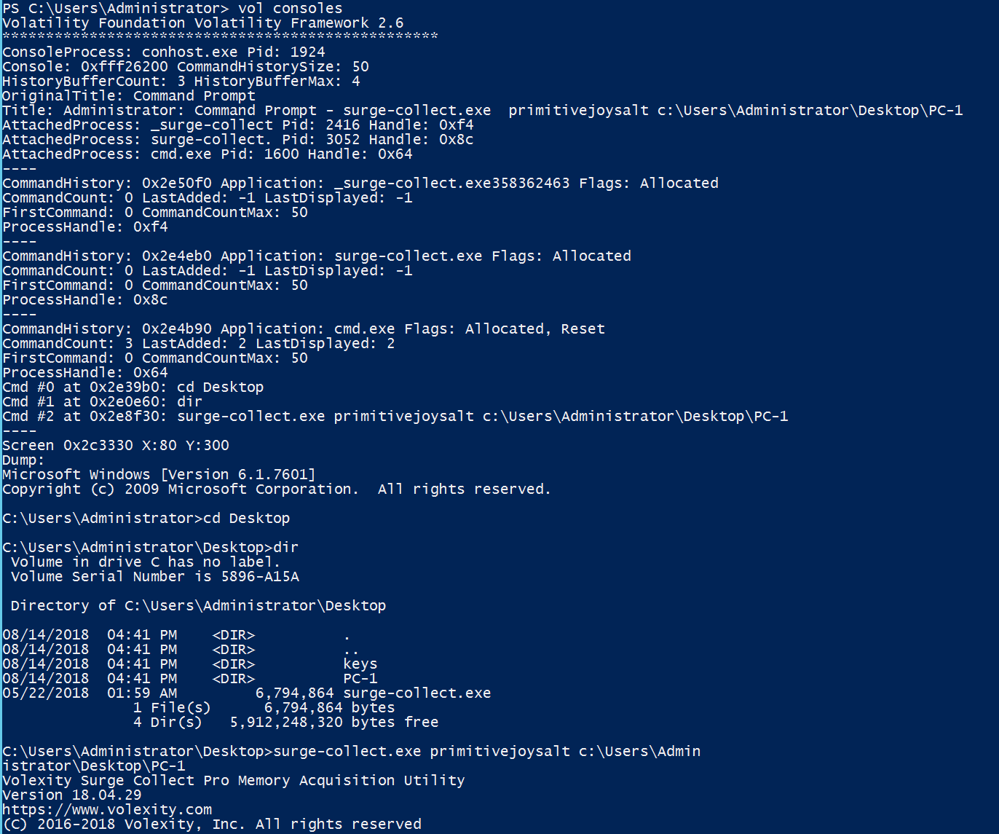 PS C:\Users\Administrator> vol consoles
Volatility Foundation Volatility Framework 2.6
**************************************************
ConsoleProcess: conhost.exe Pid: 1924
Console: 0xfff26200 CommandHistorySize: 50
HistoryBufferCount: 3 HistoryBufferMax: 4
OriginalTitle: Command Prompt
Title: Administrator: Command Prompt - surge-collect.exe  primitivejoysalt c:\Users\Administrator\Desktop\PC-1
AttachedProcess: _surge-collect Pid: 2416 Handle: 0xf4
AttachedProcess: surge-collect. Pid: 3052 Handle: 0x8c
AttachedProcess: cmd.exe Pid: 1600 Handle: 0x64
----
CommandHistory: 0x2e50f0 Application: _surge-collect.exe358362463 Flags: Allocated
CommandCount: 0 LastAdded: -1 LastDisplayed: -1
FirstCommand: 0 CommandCountMax: 50
ProcessHandle: 0xf4
----
CommandHistory: 0x2e4eb0 Application: surge-collect.exe Flags: Allocated
CommandCount: 0 LastAdded: -1 LastDisplayed: -1
FirstCommand: 0 CommandCountMax: 50
ProcessHandle: 0x8c
----
CommandHistory: 0x2e4b90 Application: cmd.exe Flags: Allocated, Reset
CommandCount: 3 LastAdded: 2 LastDisplayed: 2
FirstCommand: 0 CommandCountMax: 50
ProcessHandle: 0x64
Cmd #0 at 0x2e39b0: cd Desktop
Cmd #1 at 0x2e0e60: dir
Cmd #2 at 0x2e8f30: surge-collect.exe primitivejoysalt c:\Users\Administrator\Desktop\PC-1
----
Screen 0x2c3330 X:80 Y:300
Dump:
Microsoft Windows [Version 6.1.7601]
Copyright (c) 2009 Microsoft Corporation.  All rights reserved.
C:\Users\Administrator>cd Desktop
C:\Users\Administrator\Desktop>dir
 Volume in drive C has no label.
 Volume Serial Number is 5896-A15A
 Directory of C:\Users\Administrator\Desktop
08/14/2018  04:41 PM    <DIR>          .
08/14/2018  04:41 PM    <DIR>          ..
08/14/2018  04:41 PM    <DIR>          keys
08/14/2018  04:41 PM    <DIR>          PC-1
05/22/2018  01:59 AM         6,794,864 surge-collect.exe
               1 File(s)      6,794,864 bytes
               4 Dir(s)   5,912,248,320 bytes free
C:\Users\Administrator\Desktop>surge-collect.exe primitivejoysalt c:\Users\Admin
istrator\Desktop\PC-1
Volexity Surge Collect Pro Memory Acquisition Utility
Version 18.04.29
https://www.volexity.com
(C) 2016-2018 Volexity, Inc. All rights reserved